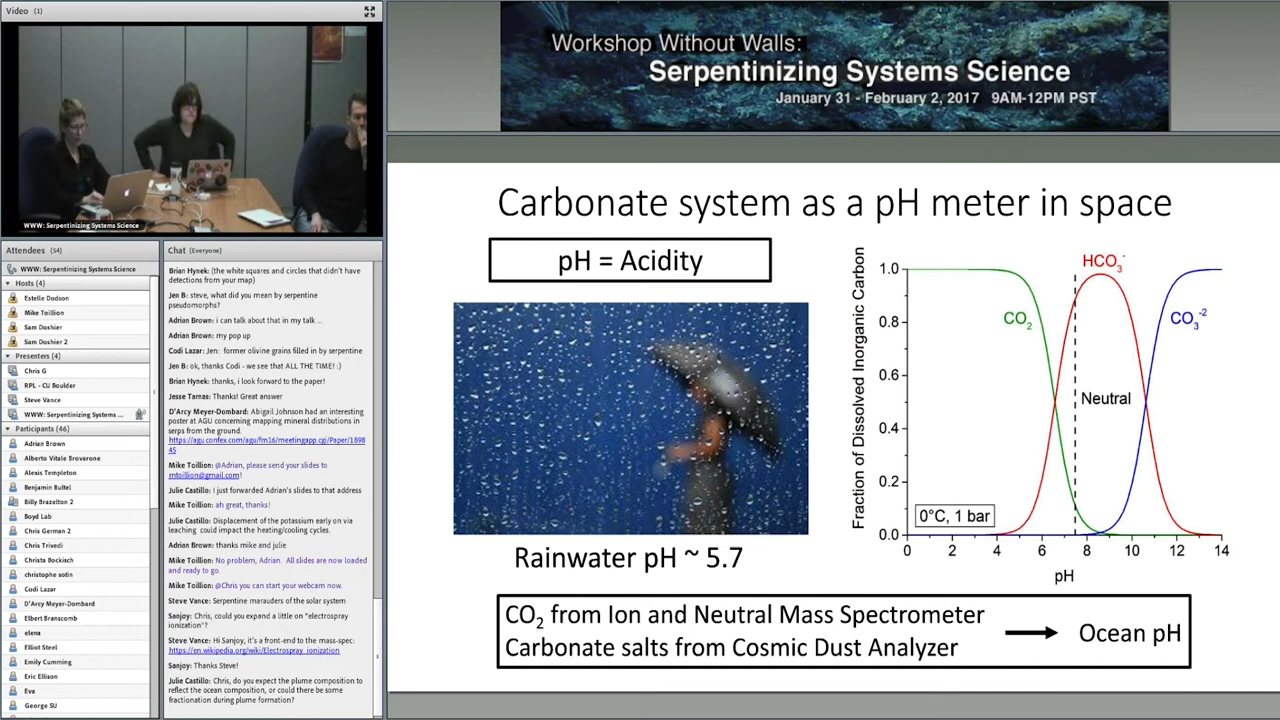 Video (1)
WWW: Serpentinizing Systems Science
Attendees (54)
WWW: Serpentinizing Systems Science
Hosts (4)
Estelle Dodson
Mike Toillion
Sam Doshier
Sam Doshier 2
Presenters (4)
Chris G
RPL - CU Boulder
Steve Vance
WWW: Serpentinizing Systems ...
Participants (46)
Adrian Brown
Alberto Vitale Brovarone
Alexis Templeton
Benjamin Bultel
Billy Brazelton 2
Boyd Lab
Chris German 2
Chris Trivedi
Christa Bockisch
christophe sotin
Codi Lazar
D'Arcy Meyer-Dombard
Elbert Branscomb
elena
Elliot Steel
Emily Cumming
Eric Ellison
Eva
George SU
Chat (Everyone)
Brian Hynek: (the white squares and circles that didn't have
detections from your map)
Jen B: steve, what did you mean by serpentine
pseudomorphs?
Adrian Brown: i can talk about that in my talk ...
Adrian Brown: my pop up
Codi Lazar: Jen: former olivine grains filled in by serpentine
Jen B: ok, thanks Codi - we see that ALL THE TIME! :)
Brian Hynek: thanks, i look forward to the paper!
Jesse Tarnas: Thanks! Great answer
D'Arcy Meyer-Dombard: Abigail Johnson had an interesting
poster at AGU concerning mapping mineral distributions in
serps from the ground.
https://agu.confex.com/agu/fm16/meetingapp.cgi/Paper/1898
45
Mike Toillion: @Adrian, please send your slides to
mtoillion@gmail.com!
Julie Castillo: I just forwarded Adrian's slides to that address
Mike Toillion: ah great, thanks!
Julie Castillo: Displacement of the potassium early on via
leaching could impact the heating/cooling cycles.
Adrian Brown: thanks mike and julie
Mike Toillion: No problem, Adrian. All slides are now loaded
and ready to go.
Mike Toillion: @Chris you can start your webcam now.
Steve Vance: Serpentine marauders of the solar system
Sanjoy: Chris, could you expand a little on "electrospray
ionization"?
Steve Vance: Hi Sanjoy, it's a front-end to the mass-spec:
https://en.wikipedia.org/wiki/Electrospray_ionization
Sanjoy: Thanks Steve!
Julie Castillo: Chris, do you expect the plume composition to
reflect the ocean composition, or could there be some
fractionation during plume formation?
Workshop Without Walls:
Serpentinizing Systems Science
January 31 - February 2, 2017 9AM-12PM PST
Carbonate system as a pH meter in space
pH = Acidity
Rainwater pH ~ 5.7
Fraction of Dissolved Inorganic Carbon
1.0
0.8
0.6
0.4
0.2
0.0
CO₂
HCO₃⁻
CO₃⁻²
Neutral
0°C, 1 bar
0 2 4 6 8 10 12 14
pH
CO₂ from Ion and Neutral Mass Spectrometer
Carbonate salts from Cosmic Dust Analyzer
Ocean pH